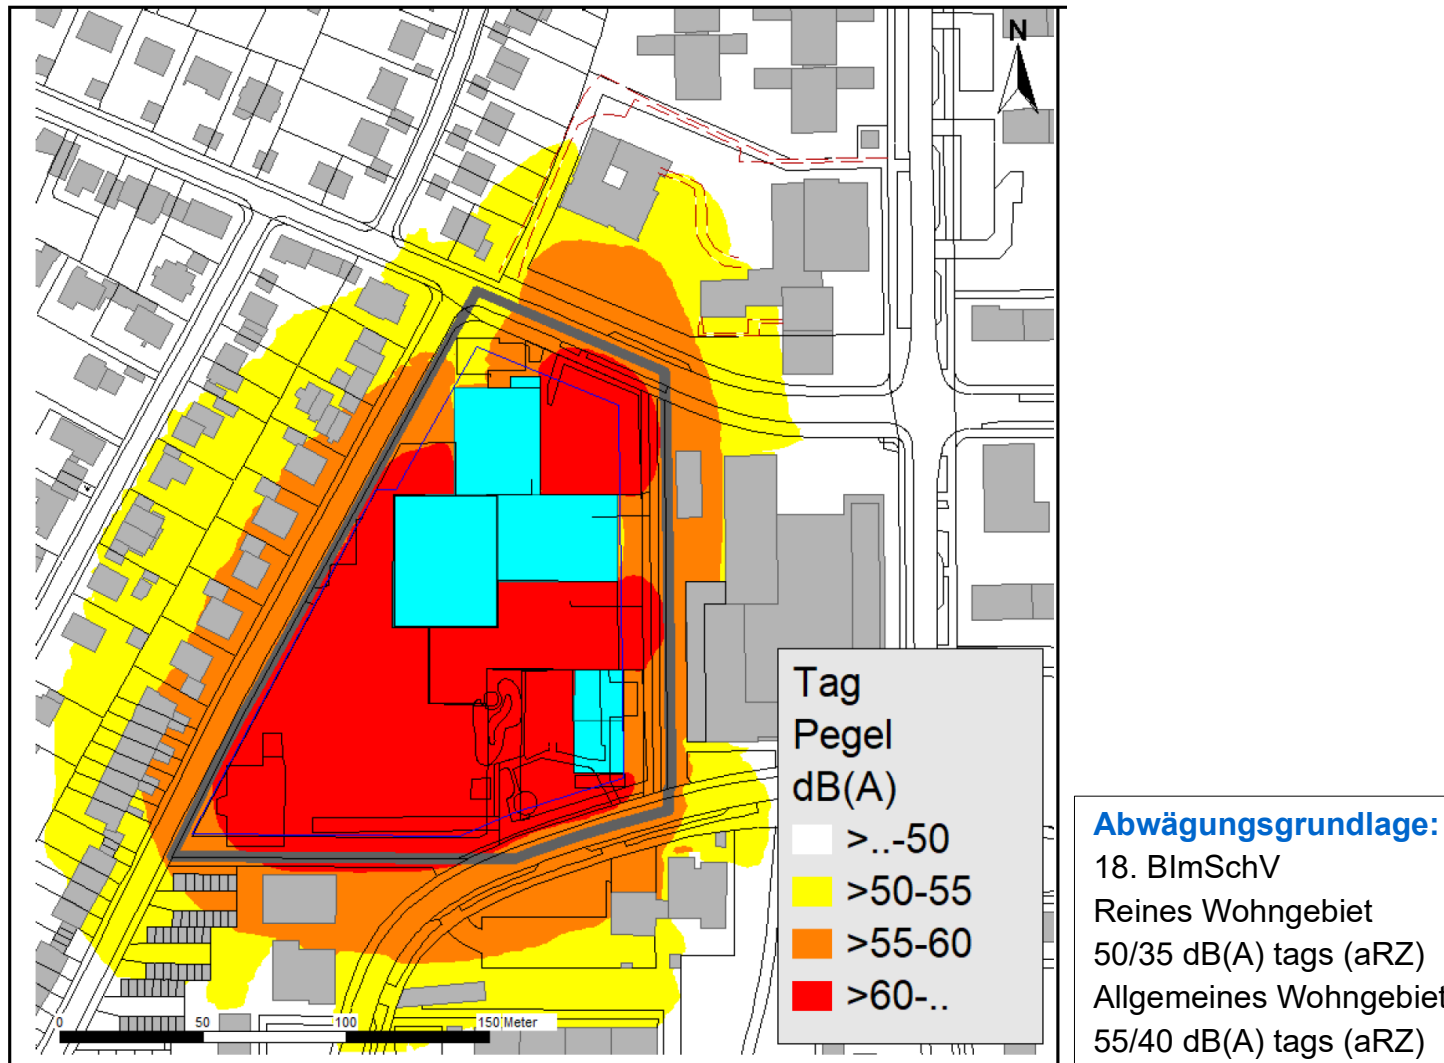 N
Tag
Pegel
dB(A)
>..-50
>50-55
>55-60
>60-..
0 50 100 150 Meter
Abwägungsgrundlage:
18. BImSchV
Reines Wohngebiet
50/35 dB(A) tags (aRZ)
Allgemeines Wohngebiet
55/40 dB(A) tags (aRZ)